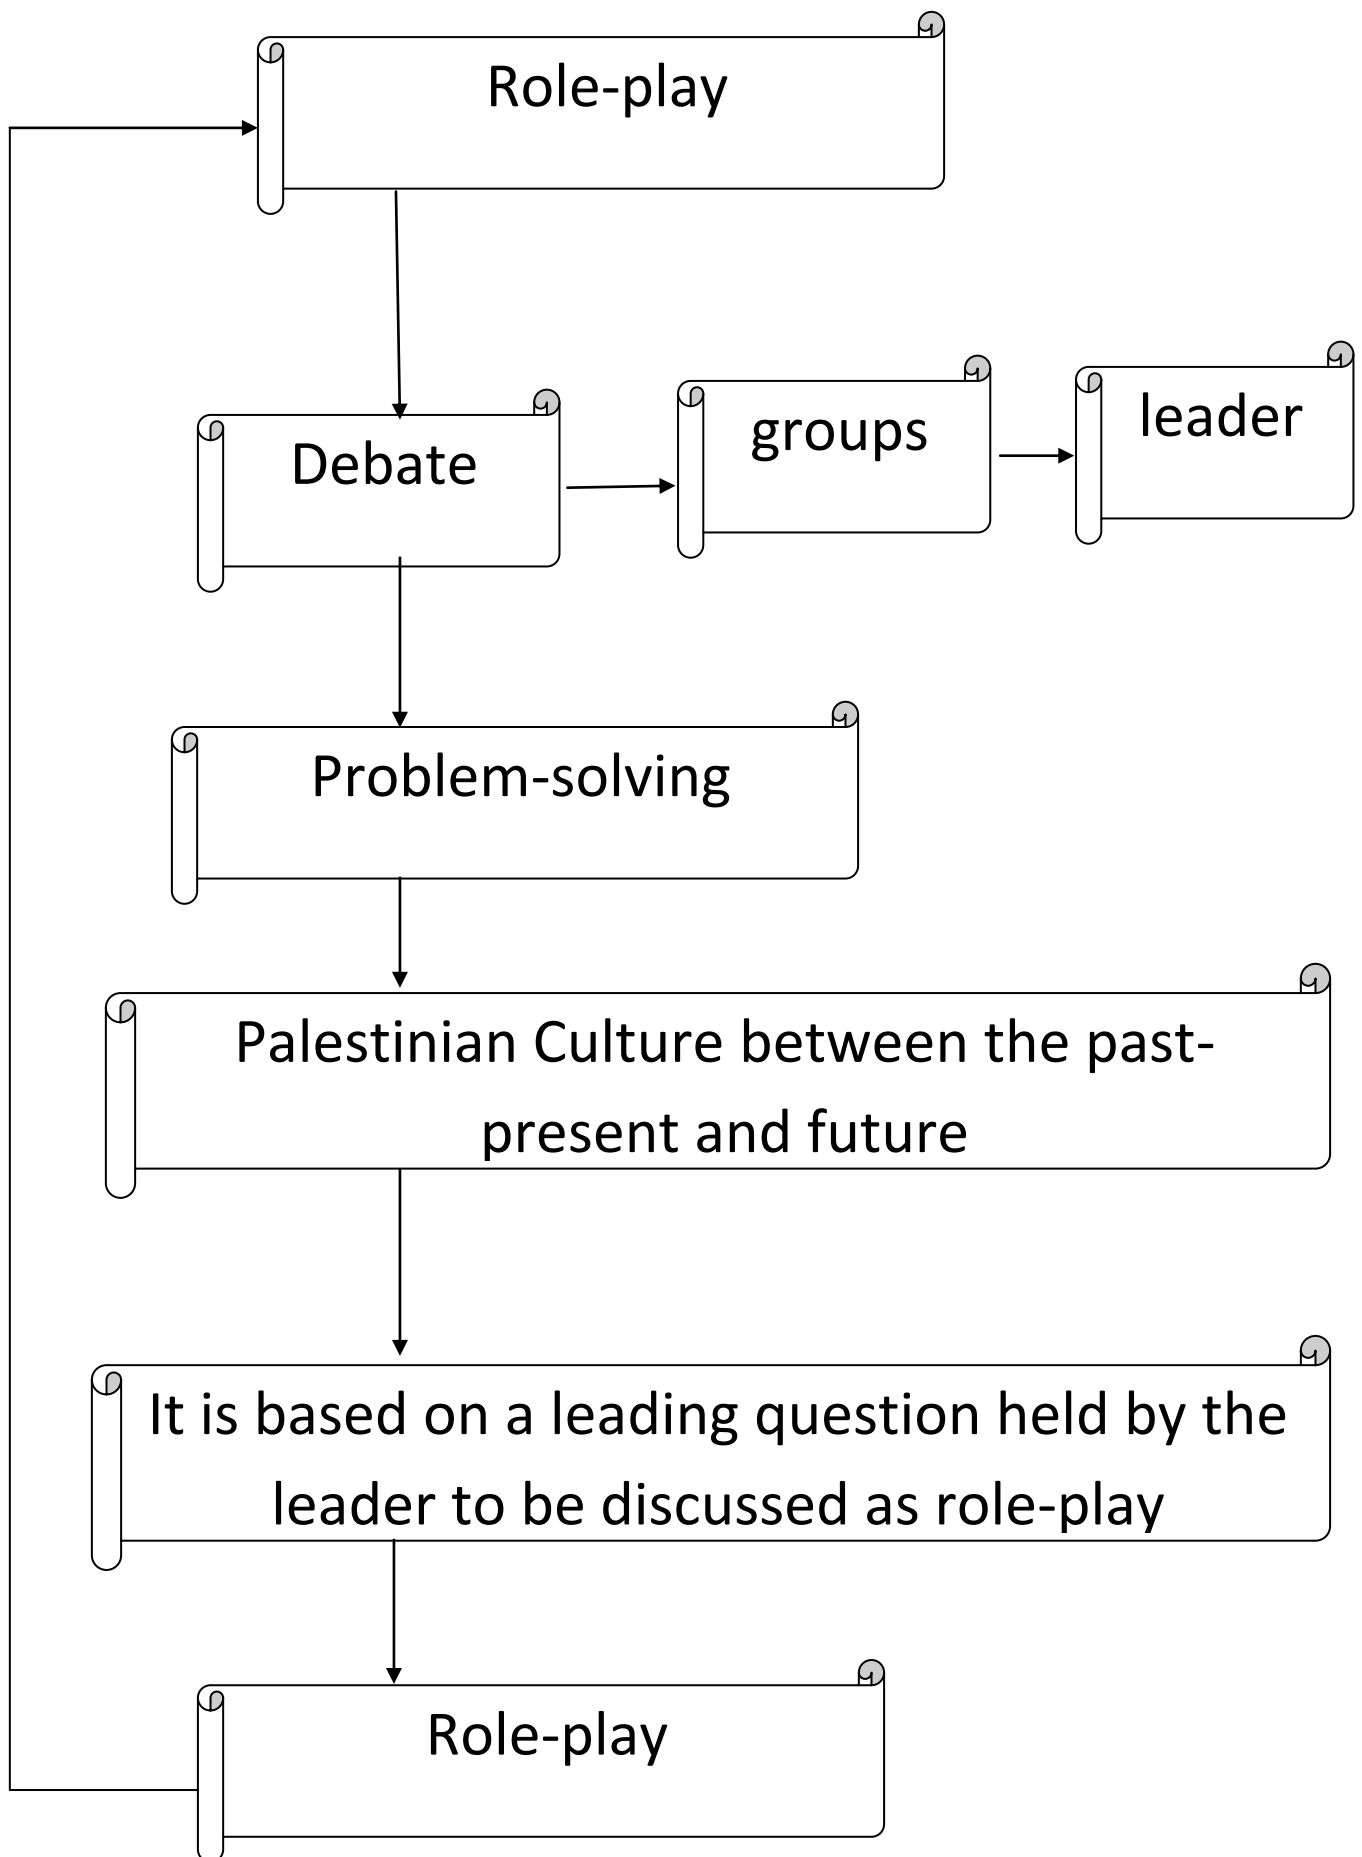 Role-play
Debate
groups
leader
Problem-solving
Palestinian Culture between the past-
present and future
It is based on a leading question held by the
leader to be discussed as role-play
Role-play